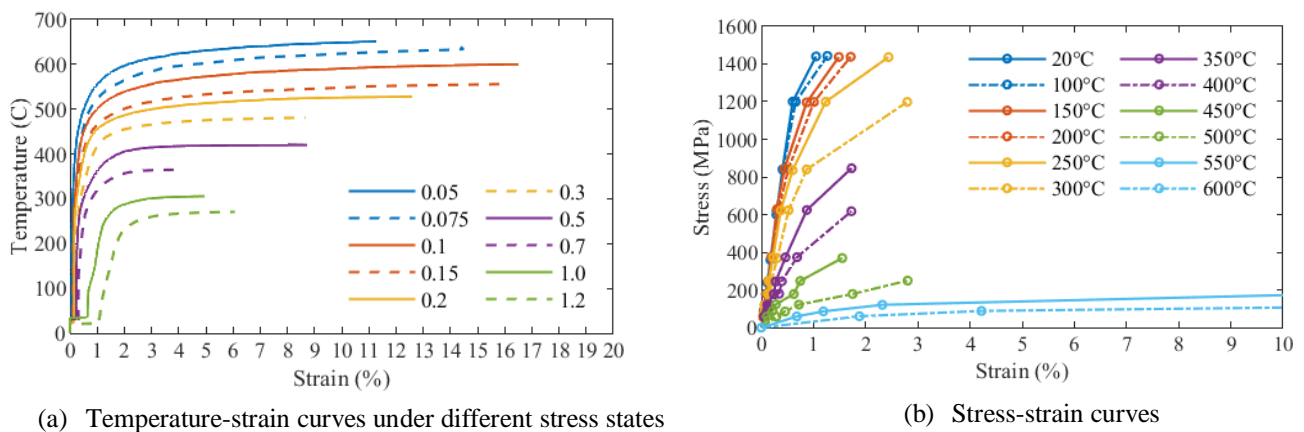 700
600
500
400
300
200
100
0
Temperature (C)
0 1 2 3 4 5 6 7 8 9 10 11 12 13 14 15 16 17 18 19 20
Strain (%)
0.05 0.3
0.075 0.5
0.1 0.7
0.15 1.0
0.2 1.2
(a) Temperature-strain curves under different stress states
1600
1400
1200
1000
800
600
400
200
0
Stress (MPa)
0 1 2 3 4 5 6 7 8 9 10
Strain (%)
20°C 350°C
100°C 400°C
150°C 450°C
200°C 500°C
250°C 550°C
300°C 600°C
(b) Stress-strain curves